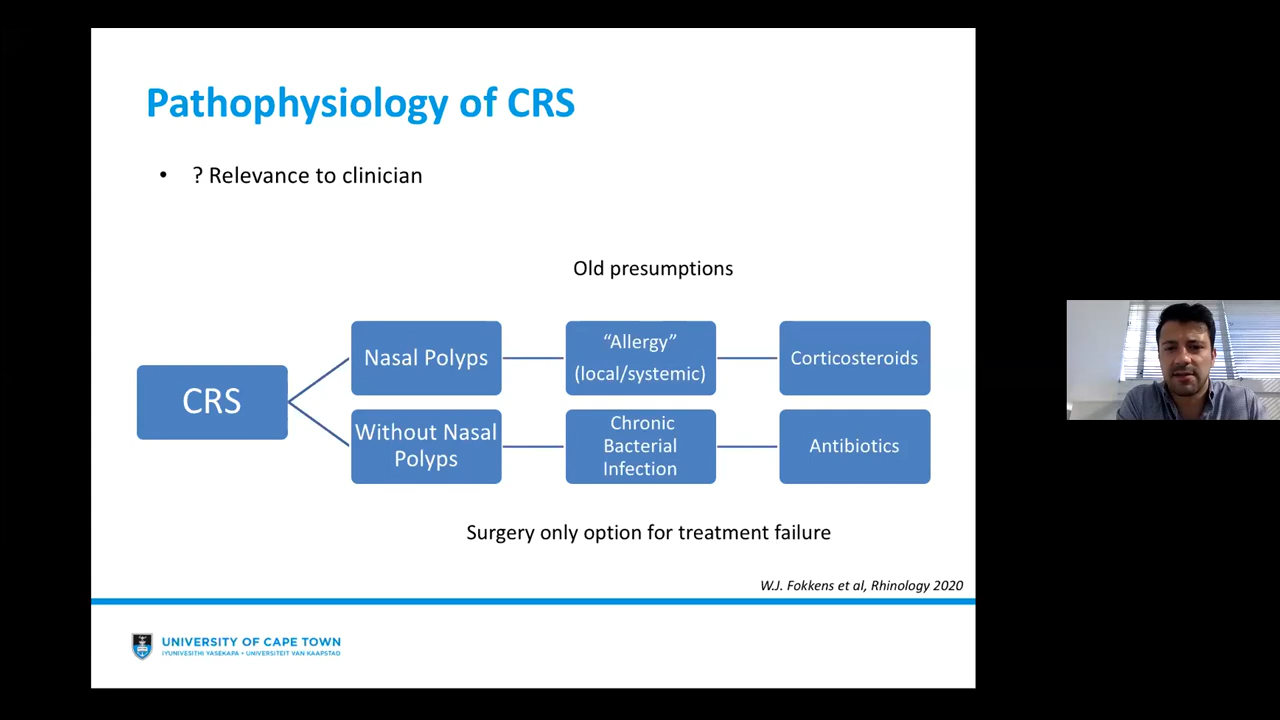 Pathophysiology of CRS
• ? Relevance to clinician
Old presumptions
CRS
Nasal Polyps
“Allergy”
(local/systemic)
Corticosteroids
Without Nasal
Polyps
Chronic
Bacterial
Infection
Antibiotics
Surgery only option for treatment failure
W.J. Fokkens et al, Rhinology 2020
UNIVERSITY OF CAPE TOWN
IYUNIVESITHI YASEKAPA • UNIVERSITEIT VAN KAAPSTAD